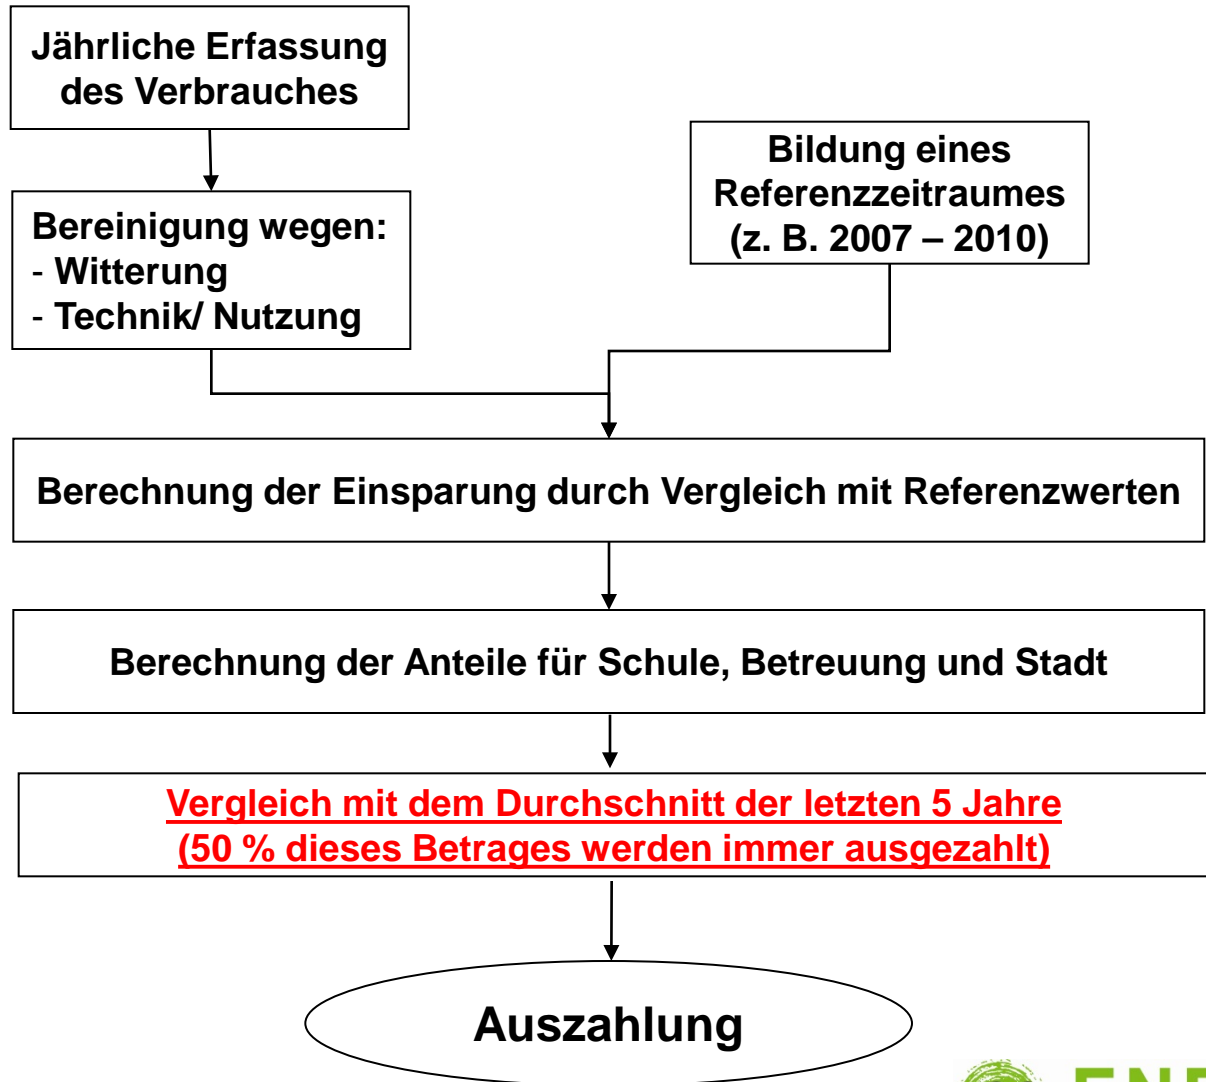 Jährliche Erfassung
des Verbrauches
Bildung eines
Referenzzeitraumes
(z. B. 2007 – 2010)
Bereinigung wegen:
- Witterung
- Technik/ Nutzung
Berechnung der Einsparung durch Vergleich mit Referenzwerten
Berechnung der Anteile für Schule, Betreuung und Stadt
Vergleich mit dem Durchschnitt der letzten 5 Jahre
(50 % dieses Betrages werden immer ausgezahlt)
Auszahlung